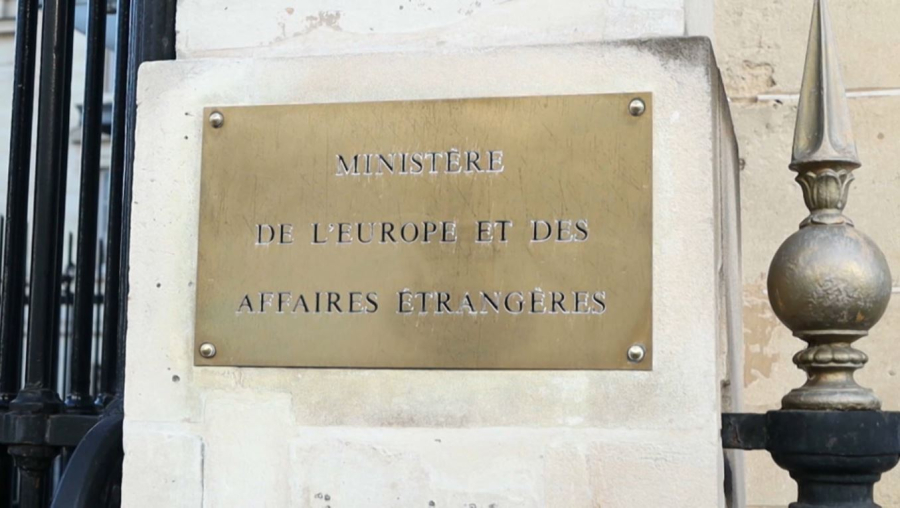 MINISTÈRE
DE L'EUROPE ET DES
AFFAIRES ÉTRANGÈRES